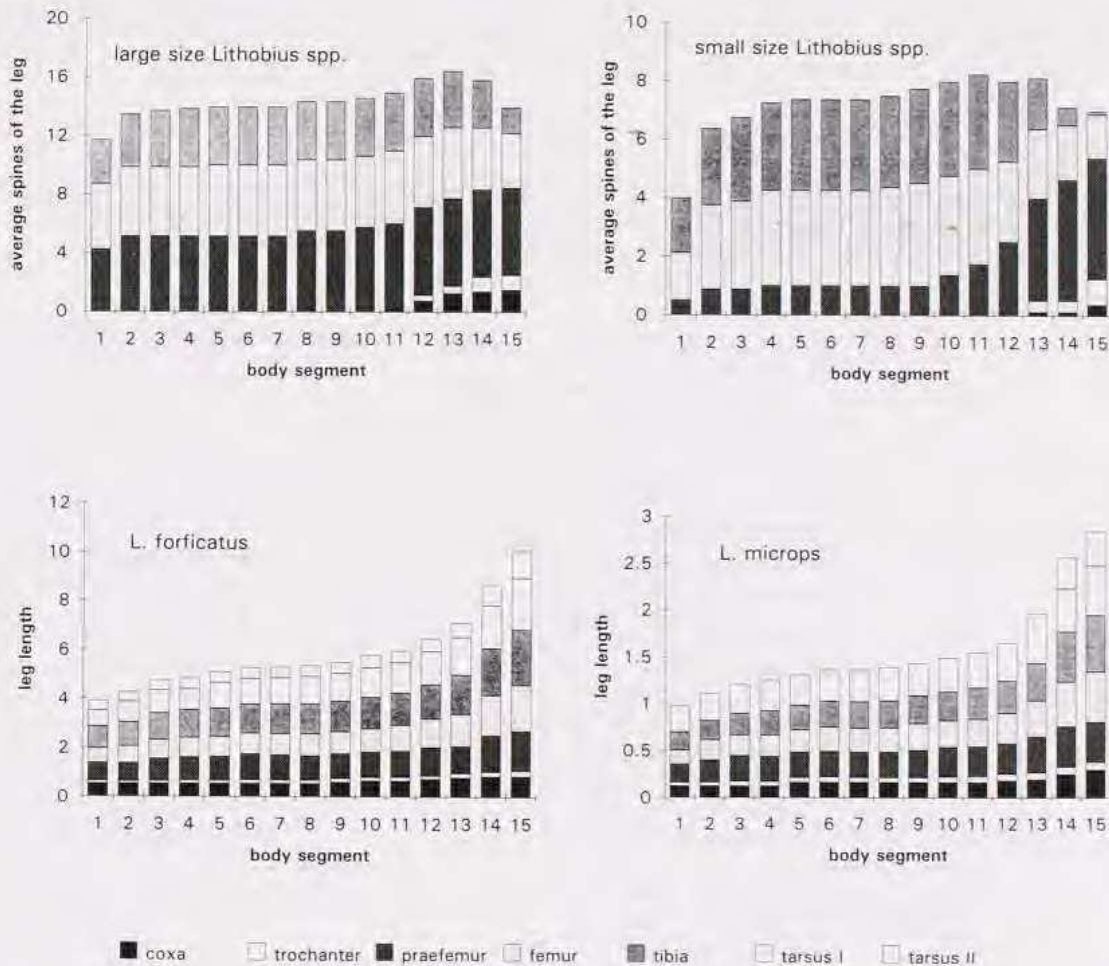 large size Lithobius spp.
average spines of the leg
20
16
12
8
4
0
1 2 3 4 5 6 7 8 9 10 11 12 13 14 15
body segment
small size Lithobius spp.
average spines of the leg
10
8
6
4
2
0
1 2 3 4 5 6 7 8 9 10 11 12 13 14 15
body segment
L. forficatus
leg length
12
10
8
6
4
2
0
1 2 3 4 5 6 7 8 9 10 11 12 13 14 15
body segment
L. microps
leg length
3
2.5
2
1.5
1
0.5
0
1 2 3 4 5 6 7 8 9 10 11 12 13 14 15
body segment
coxa trochanter praefemur femur tibia tarsus I tarsus II